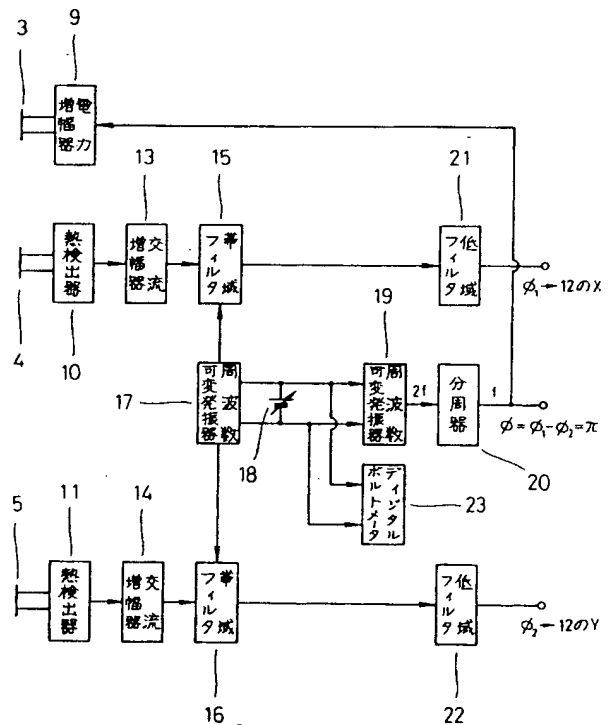 3
9
電力
増幅器
4
熱検出器
10
13
交流
増幅器
15
帯域
フィルタ
21
低域
フィルタ
φ₁→12のX
17
周波数
可変発振器
18
19
周波数
可変発振器
2f
分周器
f
20
φ=φ₁-φ₂=π
ディジタル
ボルトメータ
23
5
11
熱検出器
14
交流
増幅器
帯域
フィルタ
16
低域
フィルタ
22
φ₂→12のY